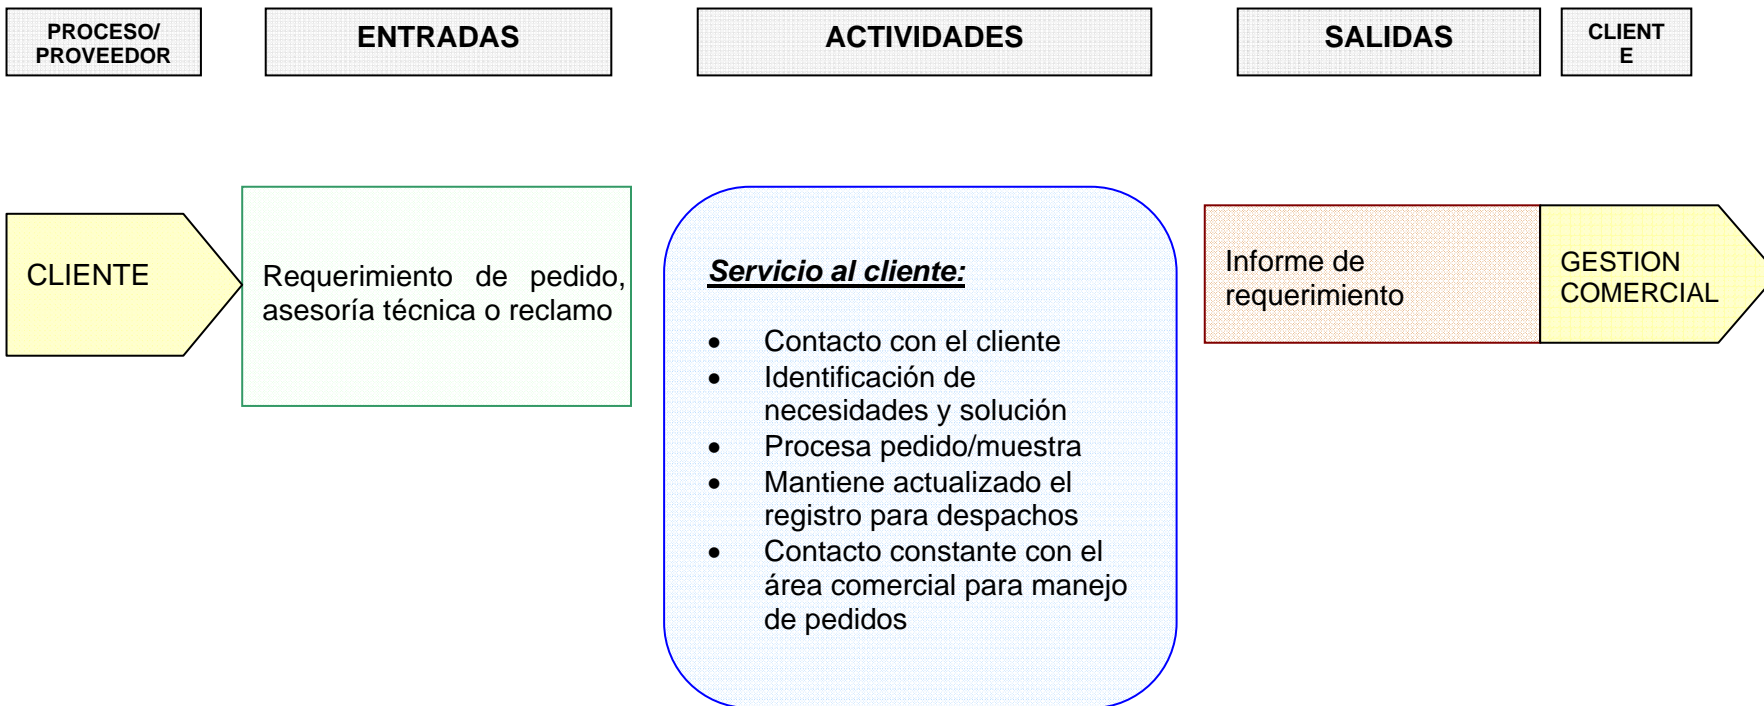 PROCESO/
PROVEEDOR
ENTRADAS
ACTIVIDADES
SALIDAS
CLIENT
E
CLIENTE
Requerimiento de pedido,
asesoría técnica o reclamo
Servicio al cliente:
• Contacto con el cliente
• Identificación de
necesidades y solución
• Procesa pedido/muestra
• Mantiene actualizado el
registro para despachos
• Contacto constante con el
área comercial para manejo
de pedidos
Informe de
requerimiento
GESTION
COMERCIAL